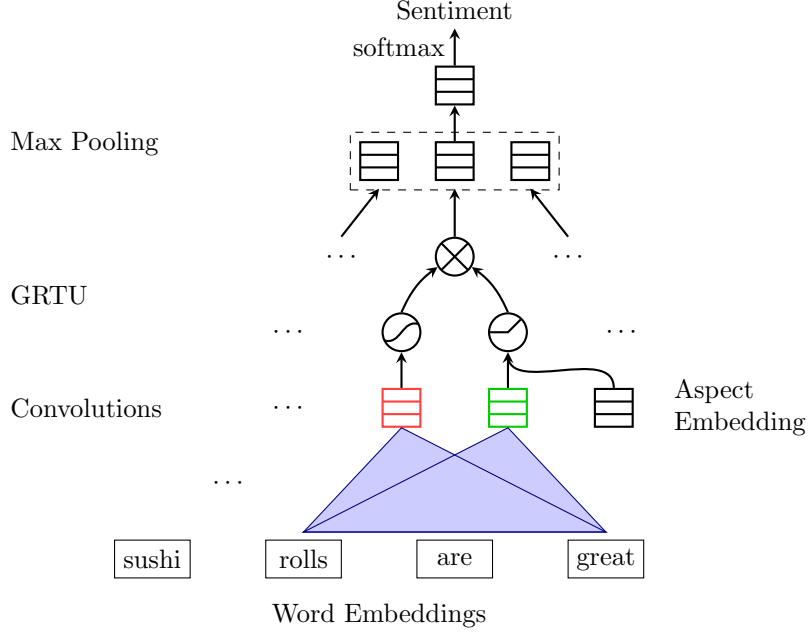 Sentiment
softmax
Max Pooling
... ...
GRTU
... ...
Convolutions ... Aspect
Embedding
...
sushi rolls are great
Word Embeddings